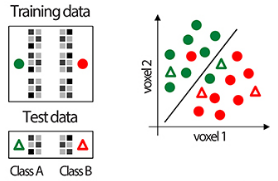 Training data
Test data
Class A
Class B
voxel 2
voxel 1